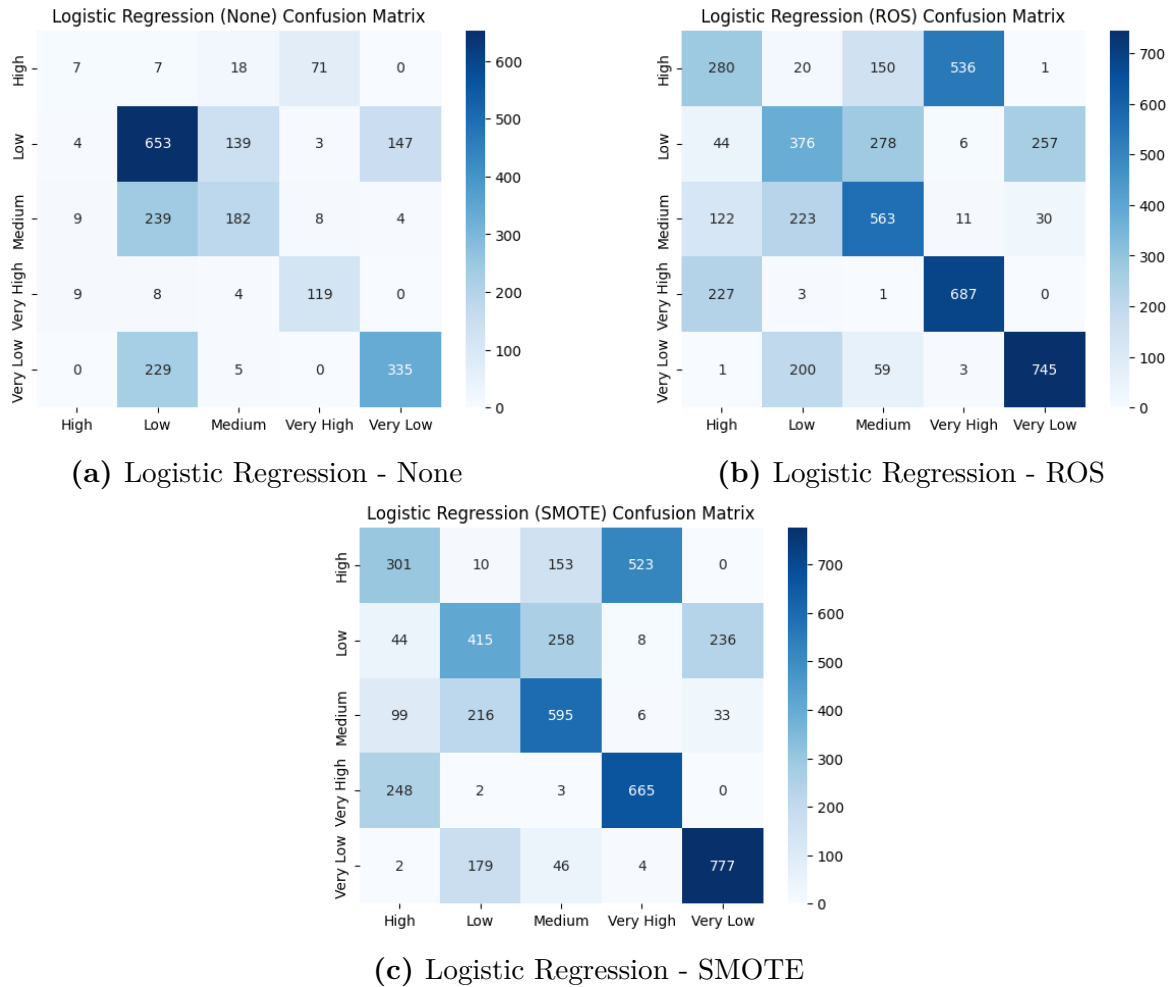 Logistic Regression (None) Confusion Matrix
High 7 7 18 71 0
Low 4 653 139 3 147
Medium 9 239 182 8 4
Very High 9 8 4 119 0
Very Low 0 229 5 0 335
High Low Medium Very High Very Low
600
500
400
300
200
100
0
(a) Logistic Regression - None
Logistic Regression (ROS) Confusion Matrix
High 280 20 150 536 1
Low 44 376 278 6 257
Medium 122 223 563 11 30
Very High 227 3 1 687 0
Very Low 1 200 59 3 745
High Low Medium Very High Very Low
700
600
500
400
300
200
100
0
(b) Logistic Regression - ROS
Logistic Regression (SMOTE) Confusion Matrix
High 301 10 153 523 0
Low 44 415 258 8 236
Medium 99 216 595 6 33
Very High 248 2 3 665 0
Very Low 2 179 46 4 777
High Low Medium Very High Very Low
700
600
500
400
300
200
100
0
(c) Logistic Regression - SMOTE